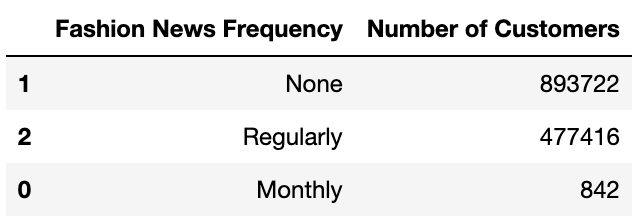 Fashion News Frequency Number of Customers
1 None 893722
2 Regularly 477416
0 Monthly 842